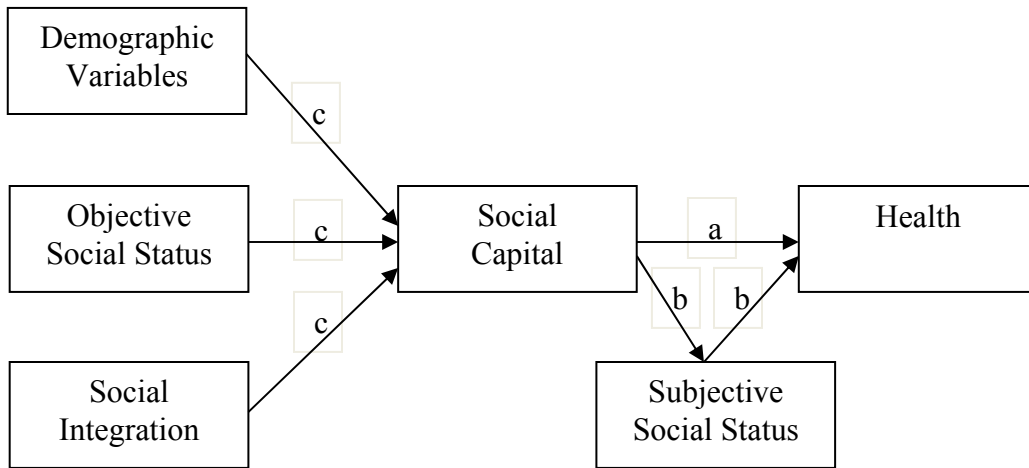 Demographic
Variables
c
Objective
Social Status
c
Social
Capital
a
Health
c
b
b
Social
Integration
Subjective
Social Status